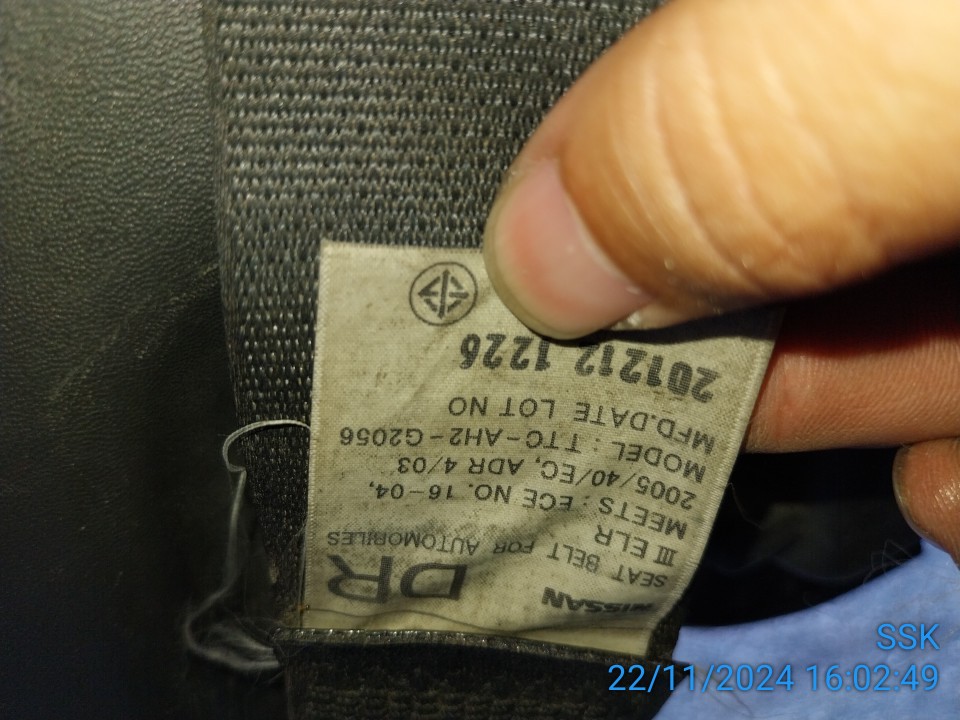 NISSAN
SEAT BELT FOR AUTOMOBILES
III ELR
DR
MEETS : ECE NO. 16-04,
2005/40/EC, ADR 4/03
MODEL : TTC-AH2-G2056
MFD.DATE LOT NO
201212 1226
SSK
22/11/2024 16:02:49